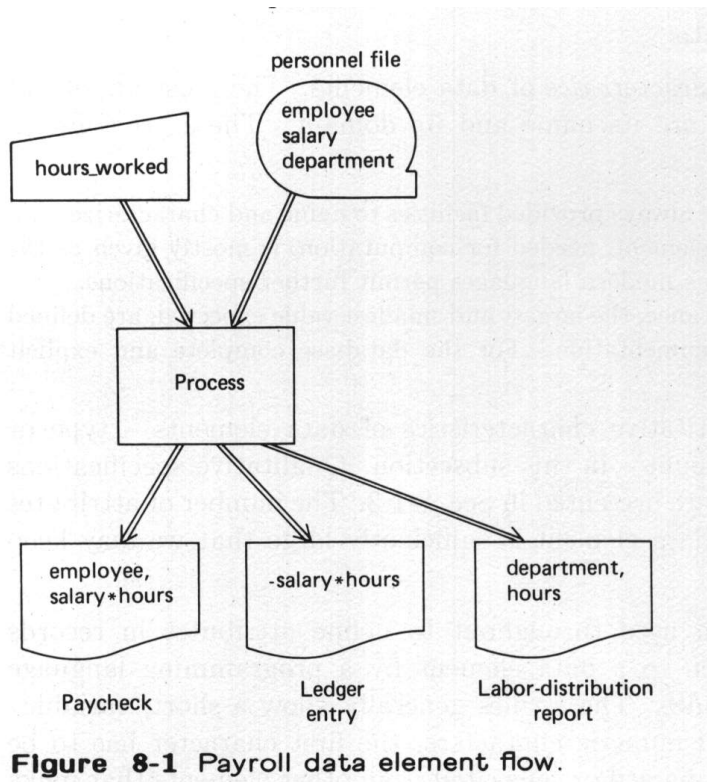 personnel file
employee
salary
department
hours_worked
Process
employee,
salary*hours
-salary*hours
department,
hours
Paycheck
Ledger
entry
Labor-distribution
report
Figure 8-1 Payroll data element flow.